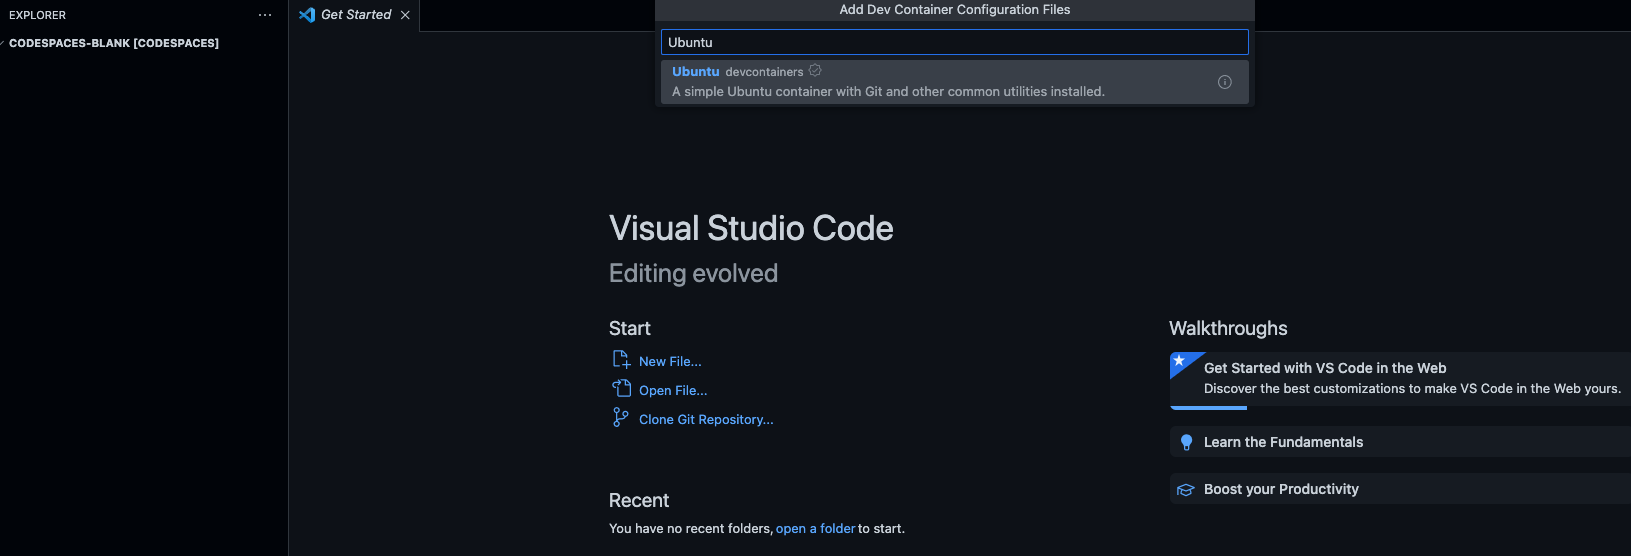 EXPLORER
CODESPACES-BLANK [CODESPACES]
Get Started
Add Dev Container Configuration Files
Ubuntu
Ubuntu devcontainers
A simple Ubuntu container with Git and other common utilities installed.
Visual Studio Code
Editing evolved
Start
New File...
Open File...
Clone Git Repository...
Recent
You have no recent folders, open a folder to start.
Walkthroughs
Get Started with VS Code in the Web
Discover the best customizations to make VS Code in the Web yours.
Learn the Fundamentals
Boost your Productivity